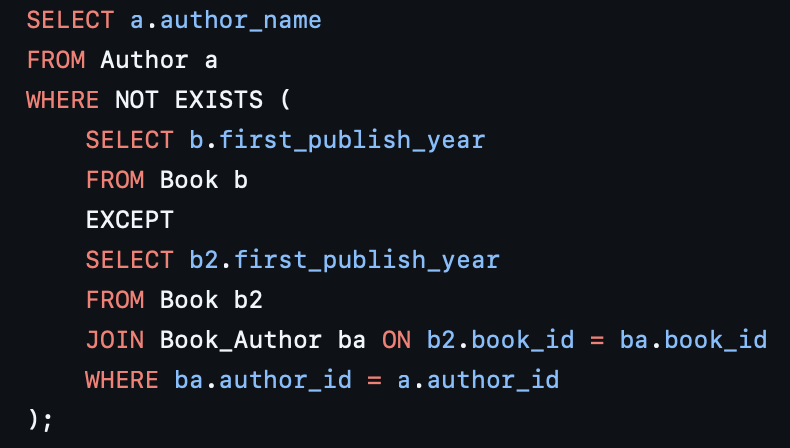 SELECT a.author_name
FROM Author a
WHERE NOT EXISTS (
    SELECT b.first_publish_year
    FROM Book b
    EXCEPT
    SELECT b2.first_publish_year
    FROM Book b2
    JOIN Book_Author ba ON b2.book_id = ba.book_id
    WHERE ba.author_id = a.author_id
);